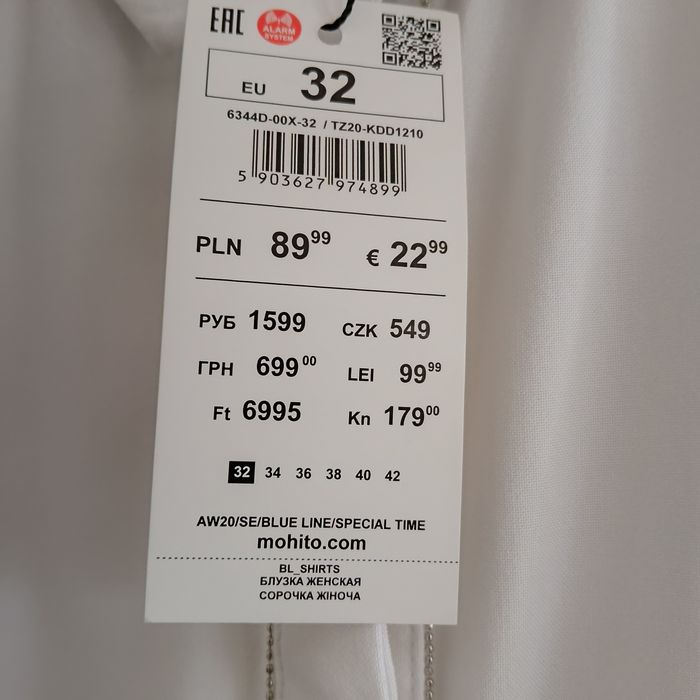 EAC
ALARM
SYSTEM
EU 32
6344D-00X-32 / TZ20-KDD1210
5 903627 974899
PLN 89⁹⁹ € 22⁹⁹
РУБ 1599 CZK 549
ГРН 699⁰⁰ LEI 99⁹⁹
Ft 6995 Kn 179⁰⁰
32 34 36 38 40 42
AW20/SE/BLUE LINE/SPECIAL TIME
mohito.com
BL_SHIRTS
БЛУЗКА ЖЕНСКАЯ
СОРОЧКА ЖІНОЧА